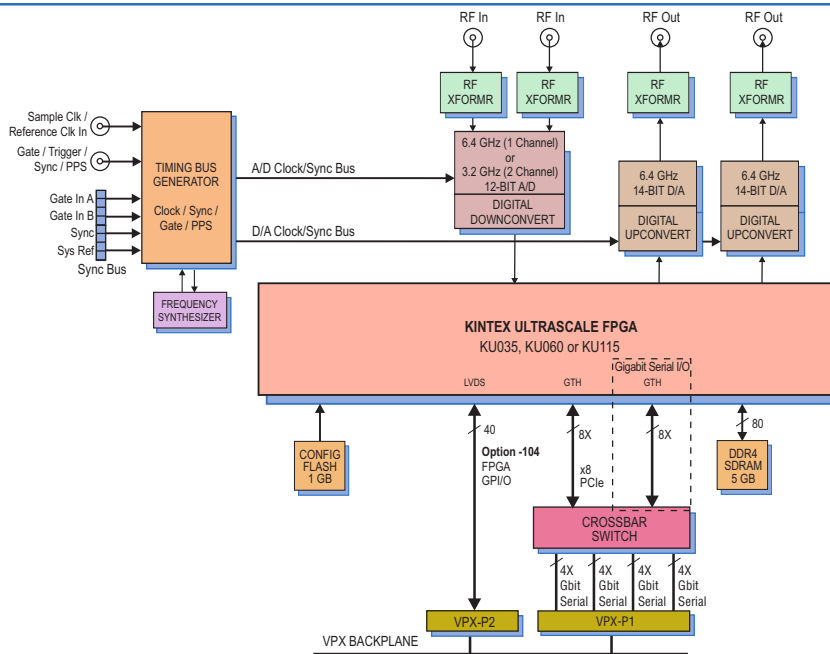 RF In
RF In
RF Out
RF Out
RF
XFORMR
RF
XFORMR
RF
XFORMR
RF
XFORMR
Sample Clk /
Reference Clk In
Gate / Trigger /
Sync / PPS
Gate In A
Gate In B
Sync
Sys Ref
Sync Bus
TIMING BUS
GENERATOR
Clock / Sync /
Gate / PPS
FREQUENCY
SYNTHESIZER
A/D Clock/Sync Bus
D/A Clock/Sync Bus
6.4 GHz (1 Channel)
or
3.2 GHz (2 Channel)
12-BIT A/D
DIGITAL
DOWNCONVERT
6.4 GHz
14-BIT D/A
DIGITAL
UPCONVERT
6.4 GHz
14-BIT D/A
DIGITAL
UPCONVERT
KINTEX ULTRASCALE FPGA
KU035, KU060 or KU115
Gigabit Serial I/O
LVDS
GTH
GTH
40
8X
8X
80
CONFIG
FLASH
1 GB
Option -104
FPGA
GPI/O
x8
PCIe
DDR4
SDRAM
5 GB
CROSSBAR
SWITCH
4X
Gbit
Serial
4X
Gbit
Serial
4X
Gbit
Serial
4X
Gbit
Serial
VPX-P2
VPX-P1
VPX BACKPLANE